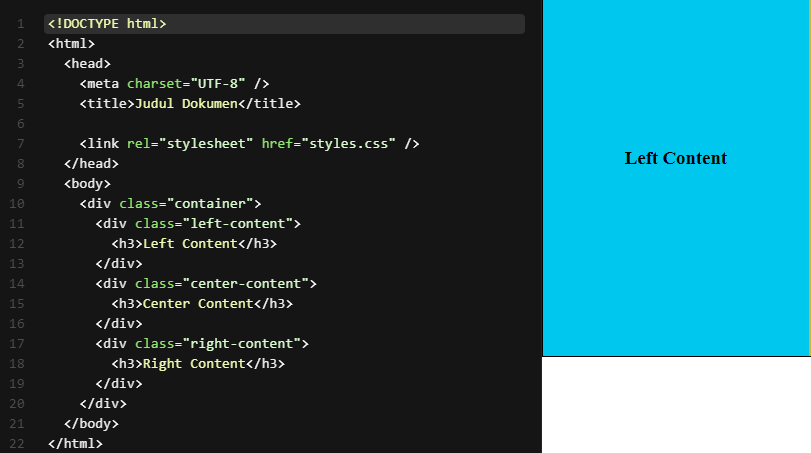 1 <!DOCTYPE html>
2 <html>
3   <head>
4     <meta charset="UTF-8" />
5     <title>Judul Dokumen</title>
6
7     <link rel="stylesheet" href="styles.css" />
8   </head>
9   <body>
10     <div class="container">
11       <div class="left-content">
12         <h3>Left Content</h3>
13       </div>
14       <div class="center-content">
15         <h3>Center Content</h3>
16       </div>
17       <div class="right-content">
18         <h3>Right Content</h3>
19       </div>
20     </div>
21   </body>
22 </html>
Left Content